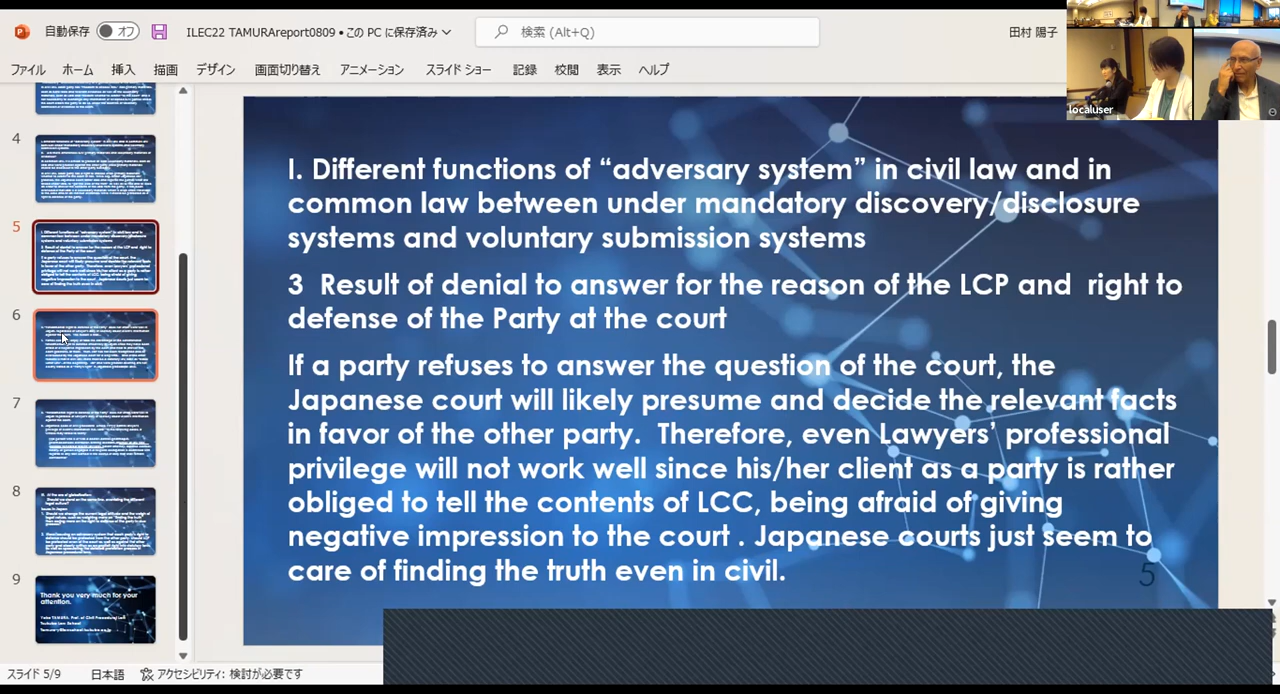 自動保存 オフ ILEC22 TAMURAreport0809 • この PC に保存済み 検索 (Alt+Q) 田村 陽子
ファイル ホーム 挿入 描画 デザイン 画面切り替え アニメーション スライド ショー 記録 校閲 表示 ヘルプ
localuser
4
5
6
7
8
9
Thank you very much for your
attention.
I. Different functions of “adversary system” in civil law and in
common law between under mandatory discovery/disclosure
systems and voluntary submission systems
3 Result of denial to answer for the reason of the LCP and right to
defense of the Party at the court
If a party refuses to answer the question of the court, the
Japanese court will likely presume and decide the relevant facts
in favor of the other party. Therefore, even Lawyers’ professional
privilege will not work well since his/her client as a party is rather
obliged to tell the contents of LCC, being afraid of giving
negative impression to the court . Japanese courts just seem to
care of finding the truth even in civil.
5
スライド 5/9 日本語 アクセシビリティ: 検討が必要です